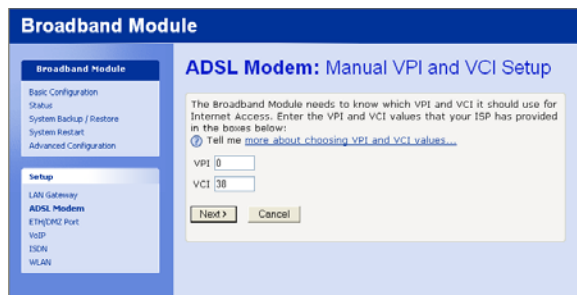 Broadband Module
Broadband Module
Basic Configuration
Status
System Backup / Restore
System Restart
Advanced Configuration
Setup
LAN Gateway
ADSL Modem
ETH/DMZ Port
VoIP
ISDN
WLAN
ADSL Modem: Manual VPI and VCI Setup
The Broadband Module needs to know which VPI and VCI it should use for
Internet Access. Enter the VPI and VCI values that your ISP has provided
in the boxes below:
? Tell me more about choosing VPI and VCI values...
VPI 0
VCI 38
Next > Cancel